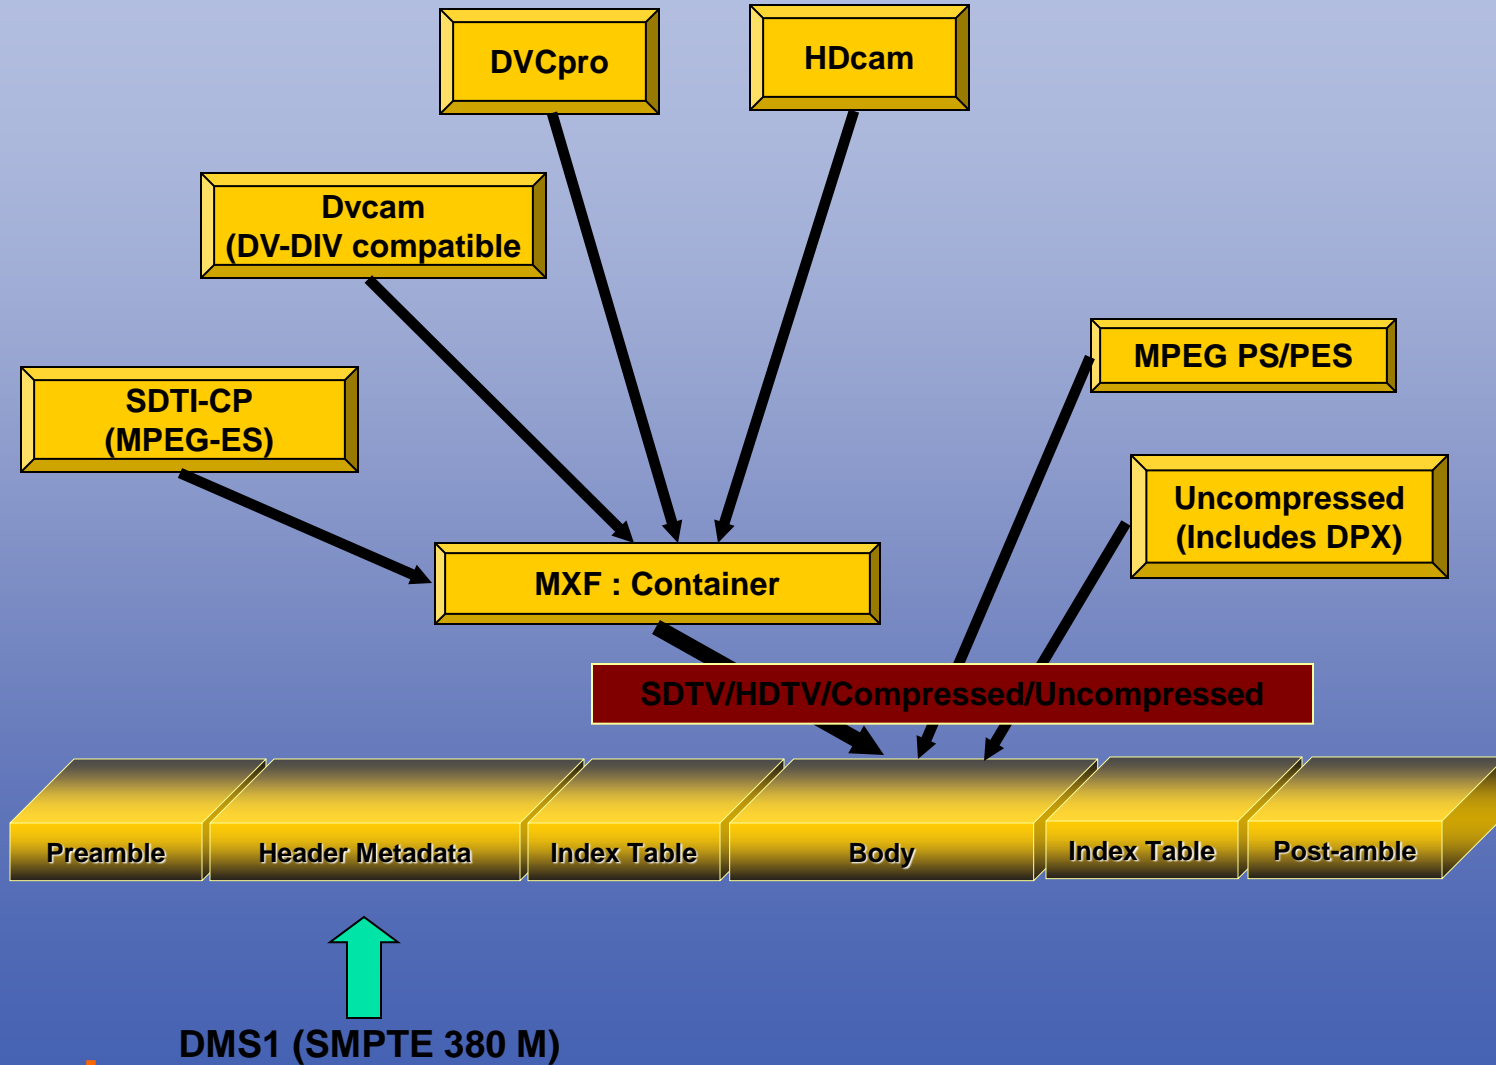 DVCpro
HDcam
Dvcam
(DV-DIV compatible
SDTI-CP
(MPEG-ES)
MPEG PS/PES
Uncompressed
(Includes DPX)
MXF : Container
SDTV/HDTV/Compressed/Uncompressed
Preamble
Header Metadata
Index Table
Body
Index Table
Post-amble
DMS1 (SMPTE 380 M)